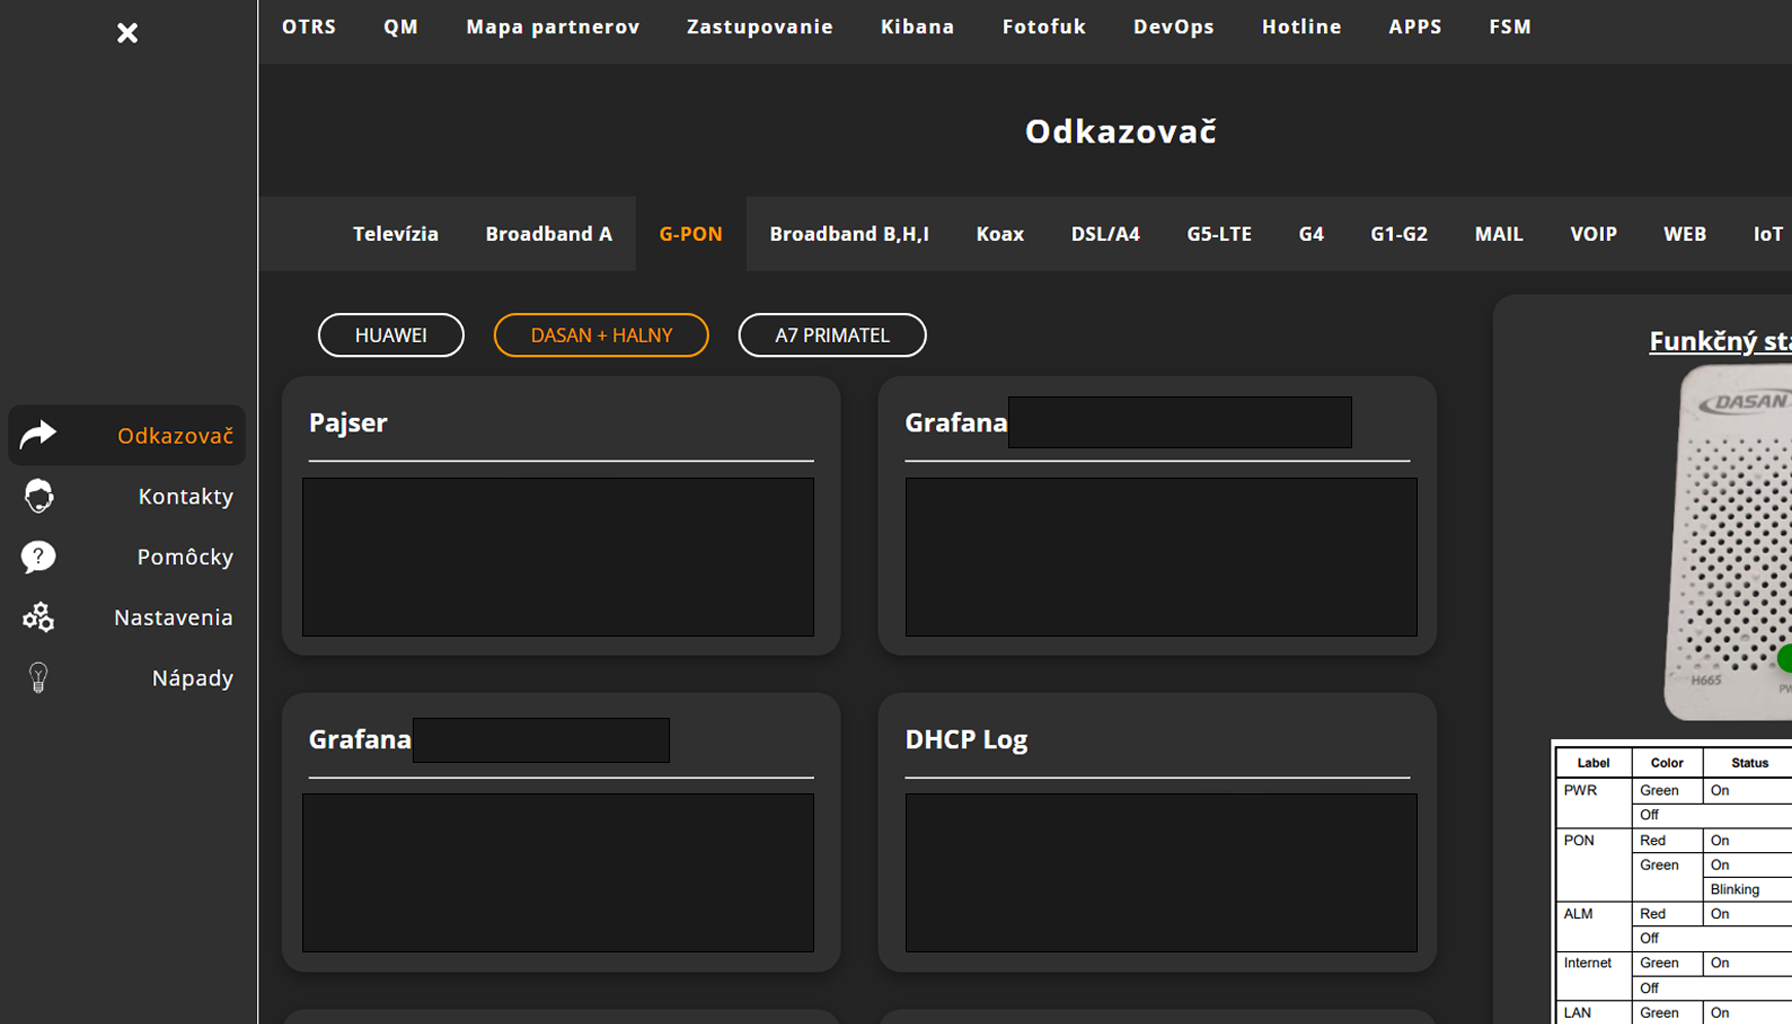 OTRS QM Mapa partnerov Zastupovanie Kibana Fotofuk DevOps Hotline APPS FSM
Odkazovač
Televízia Broadband A G-PON Broadband B,H,I Koax DSL/A4 G5-LTE G4 G1-G2 MAIL VOIP WEB IoT
HUAWEI DASAN + HALNY A7 PRIMATEL
Odkazovač
Kontakty
Pomôcky
Nastavenia
Nápady
Pajser
Grafana
Grafana
DHCP Log
Funkčný
DASAN
H665
Label Color Status
PWR Green On
Off
PON Red On
Green On
Blinking
ALM Red On
Off
Internet Green On
Off
LAN Green On